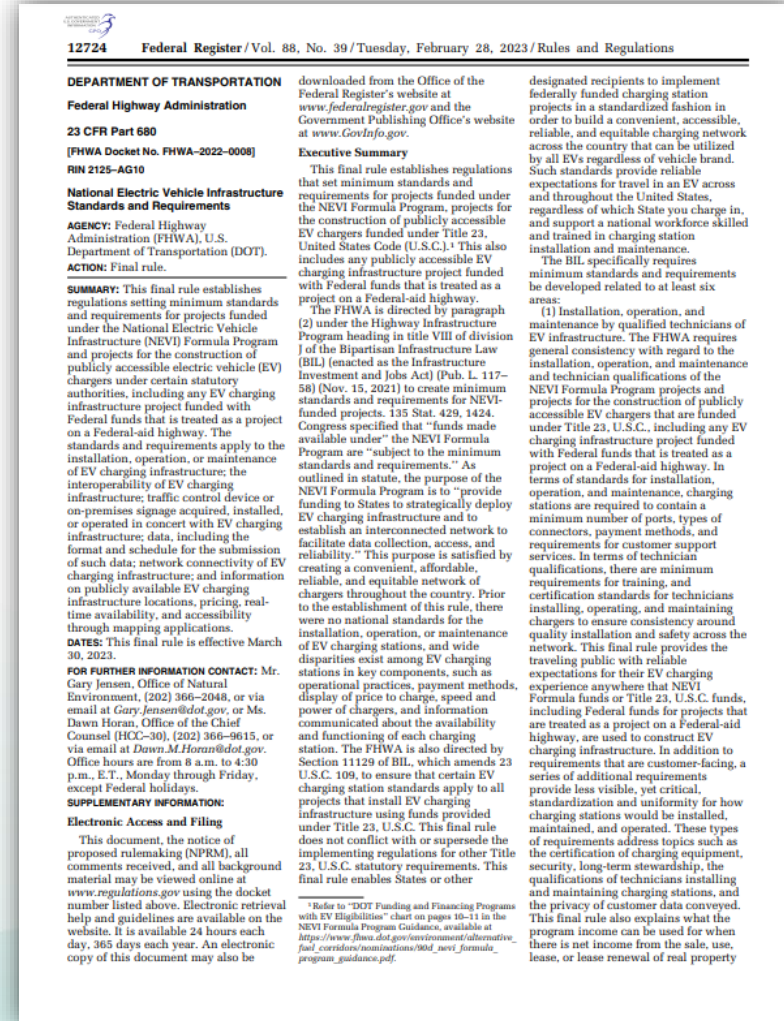 AUTHENTICATED
U.S. GOVERNMENT
INFORMATION
GPO
12724 Federal Register / Vol. 88, No. 39 / Tuesday, February 28, 2023 / Rules and Regulations
DEPARTMENT OF TRANSPORTATION
Federal Highway Administration
23 CFR Part 680
[FHWA Docket No. FHWA–2022–0008]
RIN 2125–AG10
National Electric Vehicle Infrastructure
Standards and Requirements
AGENCY: Federal Highway
Administration (FHWA), U.S.
Department of Transportation (DOT).
ACTION: Final rule.
SUMMARY: This final rule establishes
regulations setting minimum standards
and requirements for projects funded
under the National Electric Vehicle
Infrastructure (NEVI) Formula Program
and projects for the construction of
publicly accessible electric vehicle (EV)
chargers under certain statutory
authorities, including any EV charging
infrastructure project funded with
Federal funds that is treated as a project
on a Federal-aid highway. The
standards and requirements apply to the
installation, operation, or maintenance
of EV charging infrastructure; the
interoperability of EV charging
infrastructure; traffic control device or
on-premises signage acquired, installed,
or operated in concert with EV charging
infrastructure; data, including the
format and schedule for the submission
of such data; network connectivity of EV
charging infrastructure; and information
on publicly available EV charging
infrastructure locations, pricing, real-
time availability, and accessibility
through mapping applications.
DATES: This final rule is effective March
30, 2023.
FOR FURTHER INFORMATION CONTACT: Mr.
Gary Jensen, Office of Natural
Environment, (202) 366–2048, or via
email at Gary.Jensen@dot.gov, or Ms.
Dawn Horan, Office of the Chief
Counsel (HCC–30), (202) 366–9615, or
via email at Dawn.M.Horan@dot.gov.
Office hours are from 8 a.m. to 4:30
p.m., E.T., Monday through Friday,
except Federal holidays.
SUPPLEMENTARY INFORMATION:
Electronic Access and Filing
This document, the notice of
proposed rulemaking (NPRM), all
comments received, and all background
material may be viewed online at
www.regulations.gov using the docket
number listed above. Electronic retrieval
help and guidelines are available on the
website. It is available 24 hours each
day, 365 days each year. An electronic
copy of this document may also be
downloaded from the Office of the
Federal Register's website at
www.federalregister.gov and the
Government Publishing Office's website
at www.GovInfo.gov.
Executive Summary
This final rule establishes regulations
that set minimum standards and
requirements for projects funded under
the NEVI Formula Program, projects for
the construction of publicly accessible
EV chargers funded under Title 23,
United States Code (U.S.C.).1 This also
includes any publicly accessible EV
charging infrastructure project funded
with Federal funds that is treated as a
project on a Federal-aid highway.
The FHWA is directed by paragraph
(2) under the Highway Infrastructure
Program heading in title VIII of division
J of the Bipartisan Infrastructure Law
(BIL) (enacted as the Infrastructure
Investment and Jobs Act) (Pub. L. 117–
58) (Nov. 15, 2021) to create minimum
standards and requirements for NEVI-
funded projects. 135 Stat. 429, 1424.
Congress specified that "funds made
available under" the NEVI Formula
Program are "subject to the minimum
standards and requirements." As
outlined in statute, the purpose of the
NEVI Formula Program is to "provide
funding to States to strategically deploy
EV charging infrastructure and to
establish an interconnected network to
facilitate data collection, access, and
reliability." This purpose is satisfied by
creating a convenient, affordable,
reliable, and equitable network of
chargers throughout the country. Prior
to the establishment of this rule, there
were no national standards for the
installation, operation, or maintenance
of EV charging stations, and wide
disparities exist among EV charging
stations in key components, such as
operational practices, payment methods,
display of price to charge, speed and
power of chargers, and information
communicated about the availability
and functioning of each charging
station. The FHWA is also directed by
Section 11129 of BIL, which amends 23
U.S.C. 109, to ensure that certain EV
charging station standards apply to all
projects that install EV charging
infrastructure using funds provided
under Title 23, U.S.C. This final rule
does not conflict with or supersede the
implementing regulations for other Title
23, U.S.C. statutory requirements. This
final rule enables States or other
1 Refer to "DOT Funding and Financing Programs
with EV Eligibilities" chart on pages 10–11 in the
NEVI Formula Program Guidance, available at
https://www.fhwa.dot.gov/environment/alternative_
fuel_corridors/nominations/90d_nevi_formula_
program_guidance.pdf.
designated recipients to implement
federally funded charging station
projects in a standardized fashion in
order to build a convenient, accessible,
reliable, and equitable charging network
across the country that can be utilized
by all EVs regardless of vehicle brand.
Such standards provide reliable
expectations for travel in an EV across
and throughout the United States,
regardless of which State you charge in,
and support a national workforce skilled
and trained in charging station
installation and maintenance.
The BIL specifically requires
minimum standards and requirements
be developed related to at least six
areas:
(1) Installation, operation, and
maintenance by qualified technicians of
EV infrastructure. The FHWA requires
general consistency with regard to the
installation, operation, and maintenance
and technician qualifications of the
NEVI Formula Program projects and
projects for the construction of publicly
accessible EV chargers that are funded
under Title 23, U.S.C., including any EV
charging infrastructure project funded
with Federal funds that is treated as a
project on a Federal-aid highway. In
terms of standards for installation,
operation, and maintenance, charging
stations are required to contain a
minimum number of ports, types of
connectors, payment methods, and
requirements for customer support
services. In terms of technician
qualifications, there are minimum
requirements for training, and
certification standards for technicians
installing, operating, and maintaining
chargers to ensure consistency around
quality installation and safety across the
network. This final rule provides the
traveling public with reliable
expectations for their EV charging
experience anywhere that NEVI
Formula funds or Title 23, U.S.C. funds,
including Federal funds for projects that
are treated as a project on a Federal-aid
highway, are used to construct EV
charging infrastructure. In addition to
requirements that are customer-facing, a
series of additional requirements
provide less visible, yet critical,
standardization and uniformity for how
charging stations would be installed,
maintained, and operated. These types
of requirements address topics such as
the certification of charging equipment,
security, long-term stewardship, the
qualifications of technicians installing
and maintaining charging stations, and
the privacy of customer data conveyed.
This final rule also explains what the
program income can be used for when
there is net income from the sale, use,
lease, or lease renewal of real property